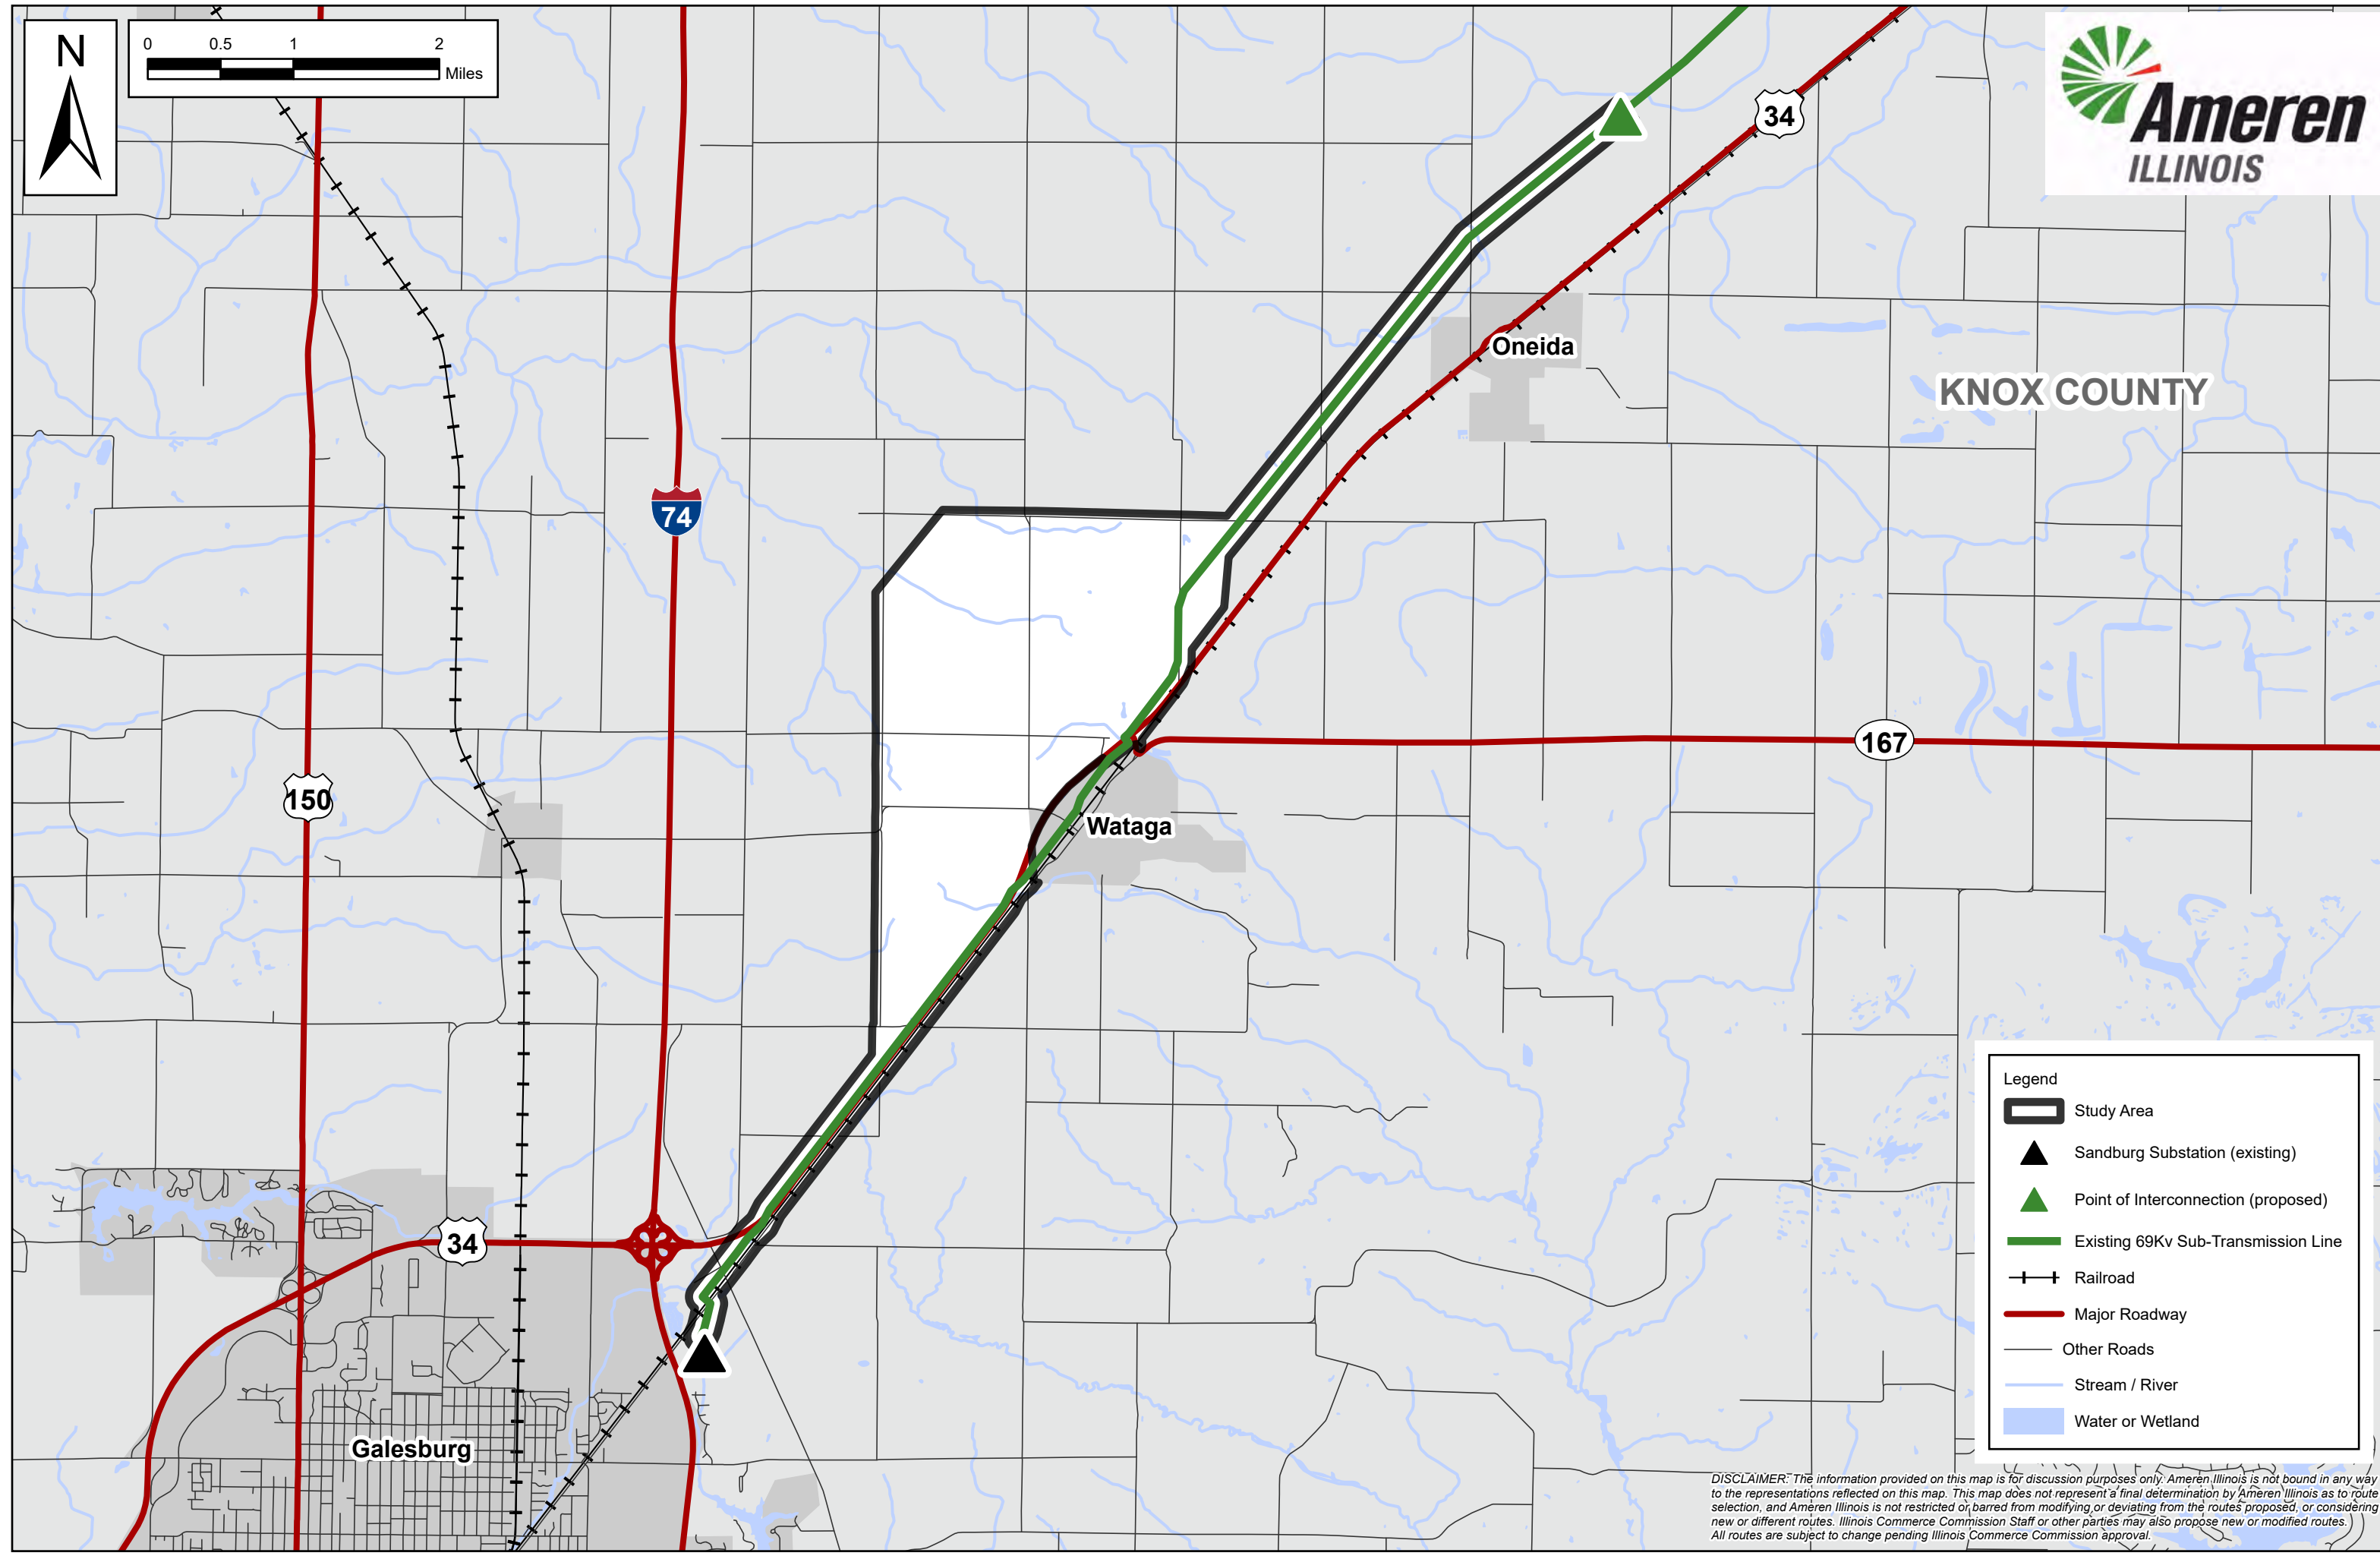 N
0 0.5 1 2
Miles
Ameren
ILLINOIS
34
Oneida
KNOX COUNTY
74
150
167
Wataga
34
Galesburg
Legend
Study Area
Sandburg Substation (existing)
Point of Interconnection (proposed)
Existing 69Kv Sub-Transmission Line
Railroad
Major Roadway
Other Roads
Stream / River
Water or Wetland
DISCLAIMER: The information provided on this map is for discussion purposes only. Ameren Illinois is not bound in any way
to the representations reflected on this map. This map does not represent a final determination by Ameren Illinois as to route
selection, and Ameren Illinois is not restricted or barred from modifying or deviating from the routes proposed, or considering
new or different routes. Illinois Commerce Commission Staff or other parties may also propose new or modified routes.
All routes are subject to change pending Illinois Commerce Commission approval.